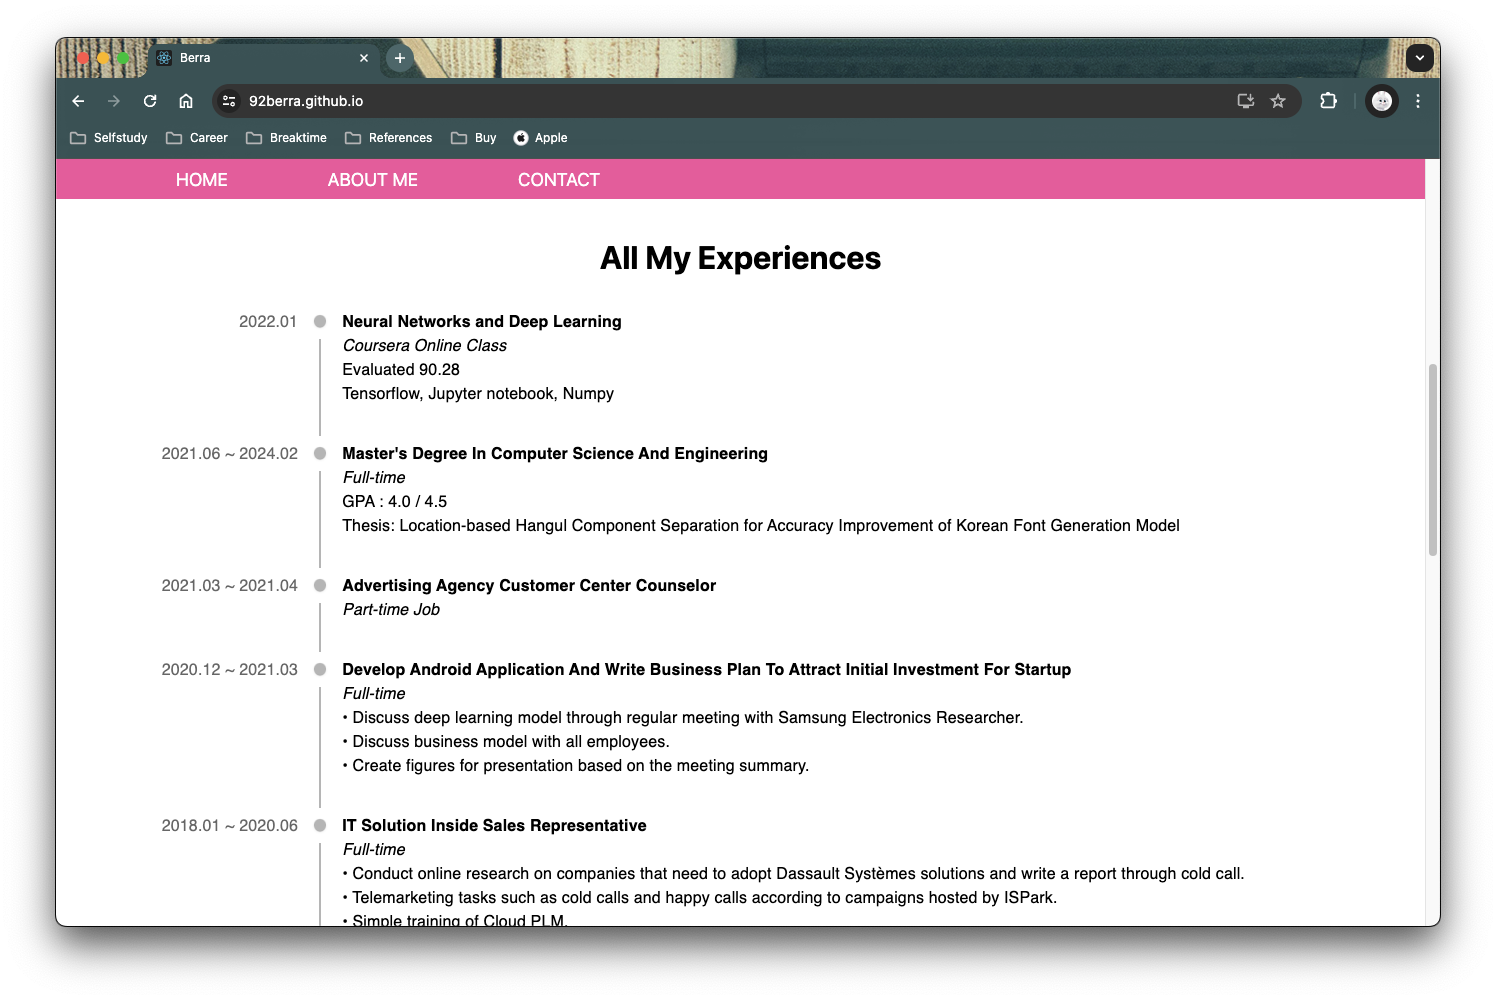 Berra
92berra.github.io
Selfstudy Career Breaktime References Buy Apple
HOME ABOUT ME CONTACT
All My Experiences
2022.01 Neural Networks and Deep Learning
Coursera Online Class
Evaluated 90.28
Tensorflow, Jupyter notebook, Numpy
2021.06 ~ 2024.02 Master's Degree In Computer Science And Engineering
Full-time
GPA : 4.0 / 4.5
Thesis: Location-based Hangul Component Separation for Accuracy Improvement of Korean Font Generation Model
2021.03 ~ 2021.04 Advertising Agency Customer Center Counselor
Part-time Job
2020.12 ~ 2021.03 Develop Android Application And Write Business Plan To Attract Initial Investment For Startup
Full-time
• Discuss deep learning model through regular meeting with Samsung Electronics Researcher.
• Discuss business model with all employees.
• Create figures for presentation based on the meeting summary.
2018.01 ~ 2020.06 IT Solution Inside Sales Representative
Full-time
• Conduct online research on companies that need to adopt Dassault Systèmes solutions and write a report through cold call.
• Telemarketing tasks such as cold calls and happy calls according to campaigns hosted by ISPark.
• Simple training of Cloud PLM.